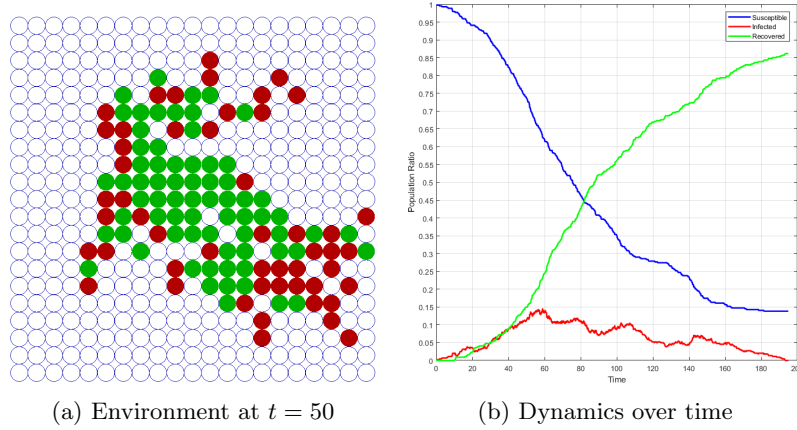 Susceptible
Infected
Recovered
1
0.95
0.9
0.85
0.8
0.75
0.7
0.65
0.6
0.55
0.5
0.45
0.4
0.35
0.3
0.25
0.2
0.15
0.1
0.05
0
Population Ratio
0 20 40 60 80 100 120 140 160 180 20
Time
(a) Environment at t = 50
(b) Dynamics over time